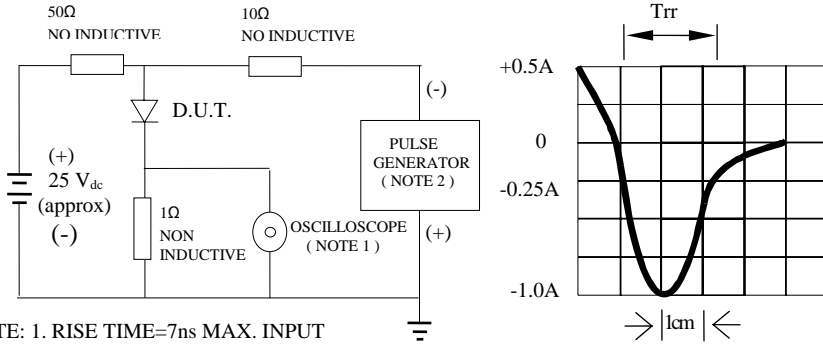 50Ω
NO INDUCTIVE
10Ω
NO INDUCTIVE
Trr
+0.5A
(-)
D.U.T.
PULSE
GENERATOR
( NOTE 2 )
0
(+)
25 Vdc
(approx)
(-)
-0.25A
1Ω
NON
INDUCTIVE
OSCILLOSCOPE
( NOTE 1 )
(+)
-1.0A
1cm
TE: 1. RISE TIME=7ns MAX. INPUT